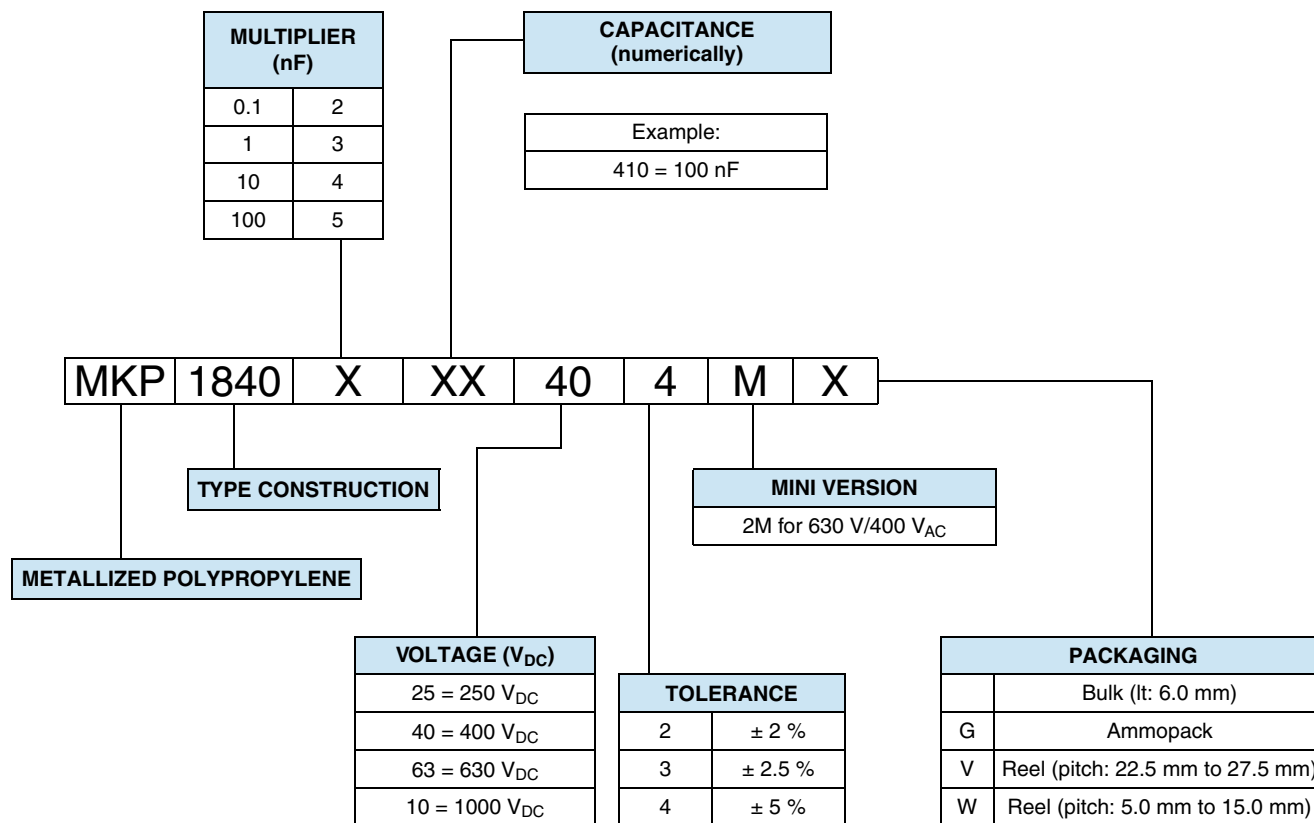 MULTIPLIER
(nF)
0.1 2
1 3
10 4
100 5
CAPACITANCE
(numerically)
Example:
410 = 100 nF
MKP 1840 X XX 40 4 M X
TYPE CONSTRUCTION
METALLIZED POLYPROPYLENE
MINI VERSION
2M for 630 V/400 VAC
VOLTAGE (VDC)
25 = 250 VDC
40 = 400 VDC
63 = 630 VDC
10 = 1000 VDC
TOLERANCE
2 ± 2 %
3 ± 2.5 %
4 ± 5 %
PACKAGING
Bulk (lt: 6.0 mm)
G Ammopack
V Reel (pitch: 22.5 mm to 27.5 mm)
W Reel (pitch: 5.0 mm to 15.0 mm)